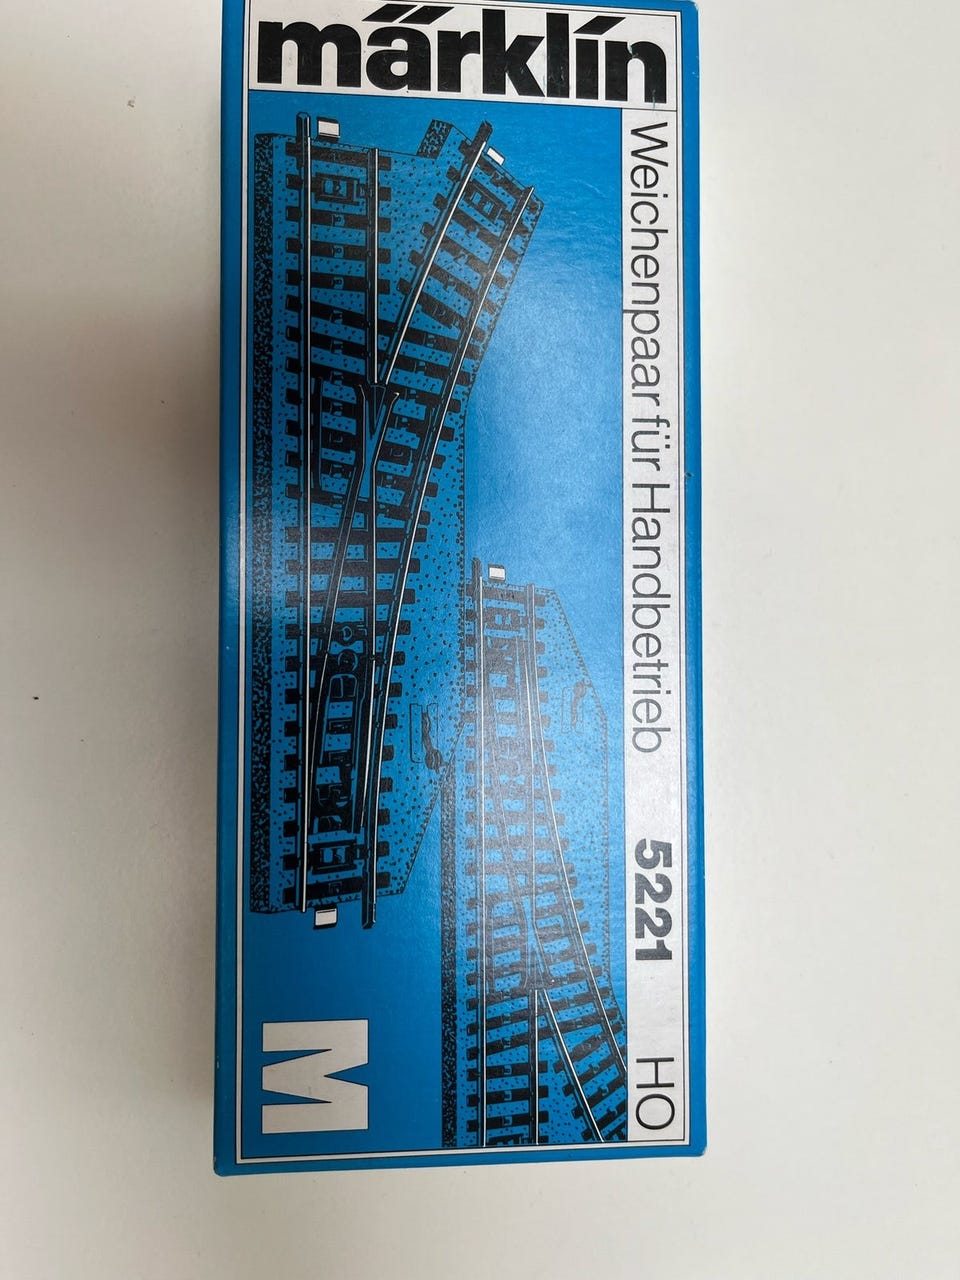 märklin
Weichenpaar für Handbetrieb 5221 HO
M